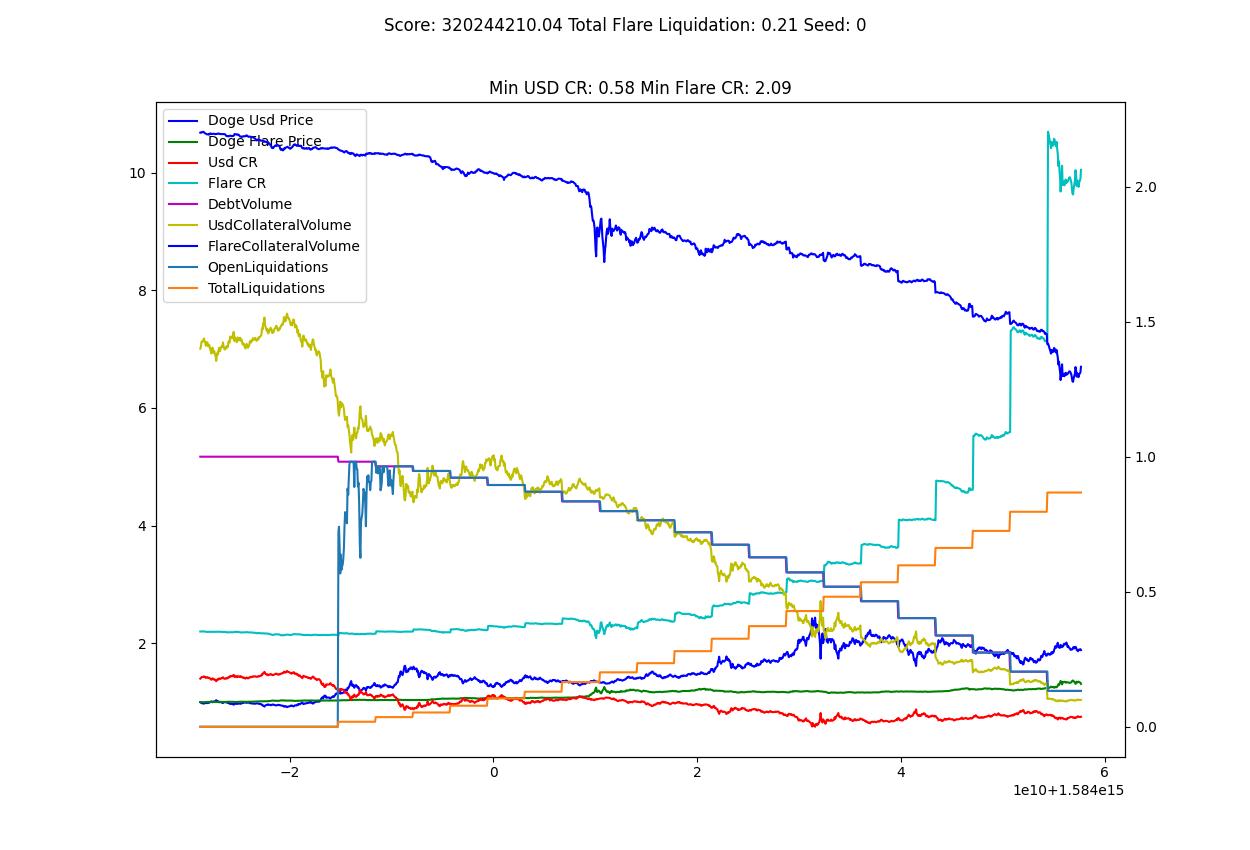 Score: 320244210.04 Total Flare Liquidation: 0.21 Seed: 0
Min USD CR: 0.58 Min Flare CR: 2.09
Doge Usd Price
Doge Flare Price
Usd CR
Flare CR
DebtVolume
UsdCollateralVolume
FlareCollateralVolume
OpenLiquidations
TotalLiquidations
10
8
6
4
2
2.0
1.5
1.0
0.5
0.0
−2
0
2
4
6
1e10+1.584e15